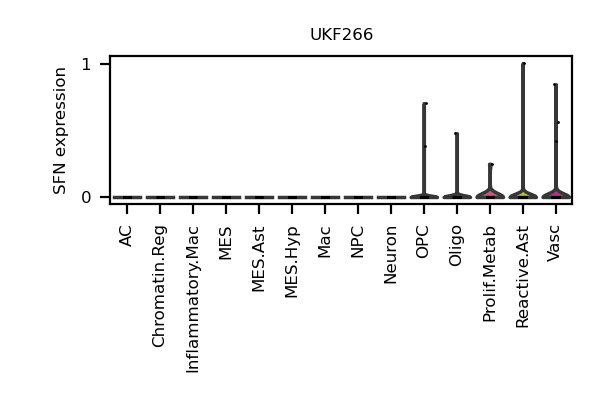 UKF266
SFN expression
1
0
AC
Chromatin.Reg
Inflammatory.Mac
MES
MES.Ast
MES.Hyp
Mac
NPC
Neuron
OPC
Oligo
Prolif.Metab
Reactive.Ast
Vasc